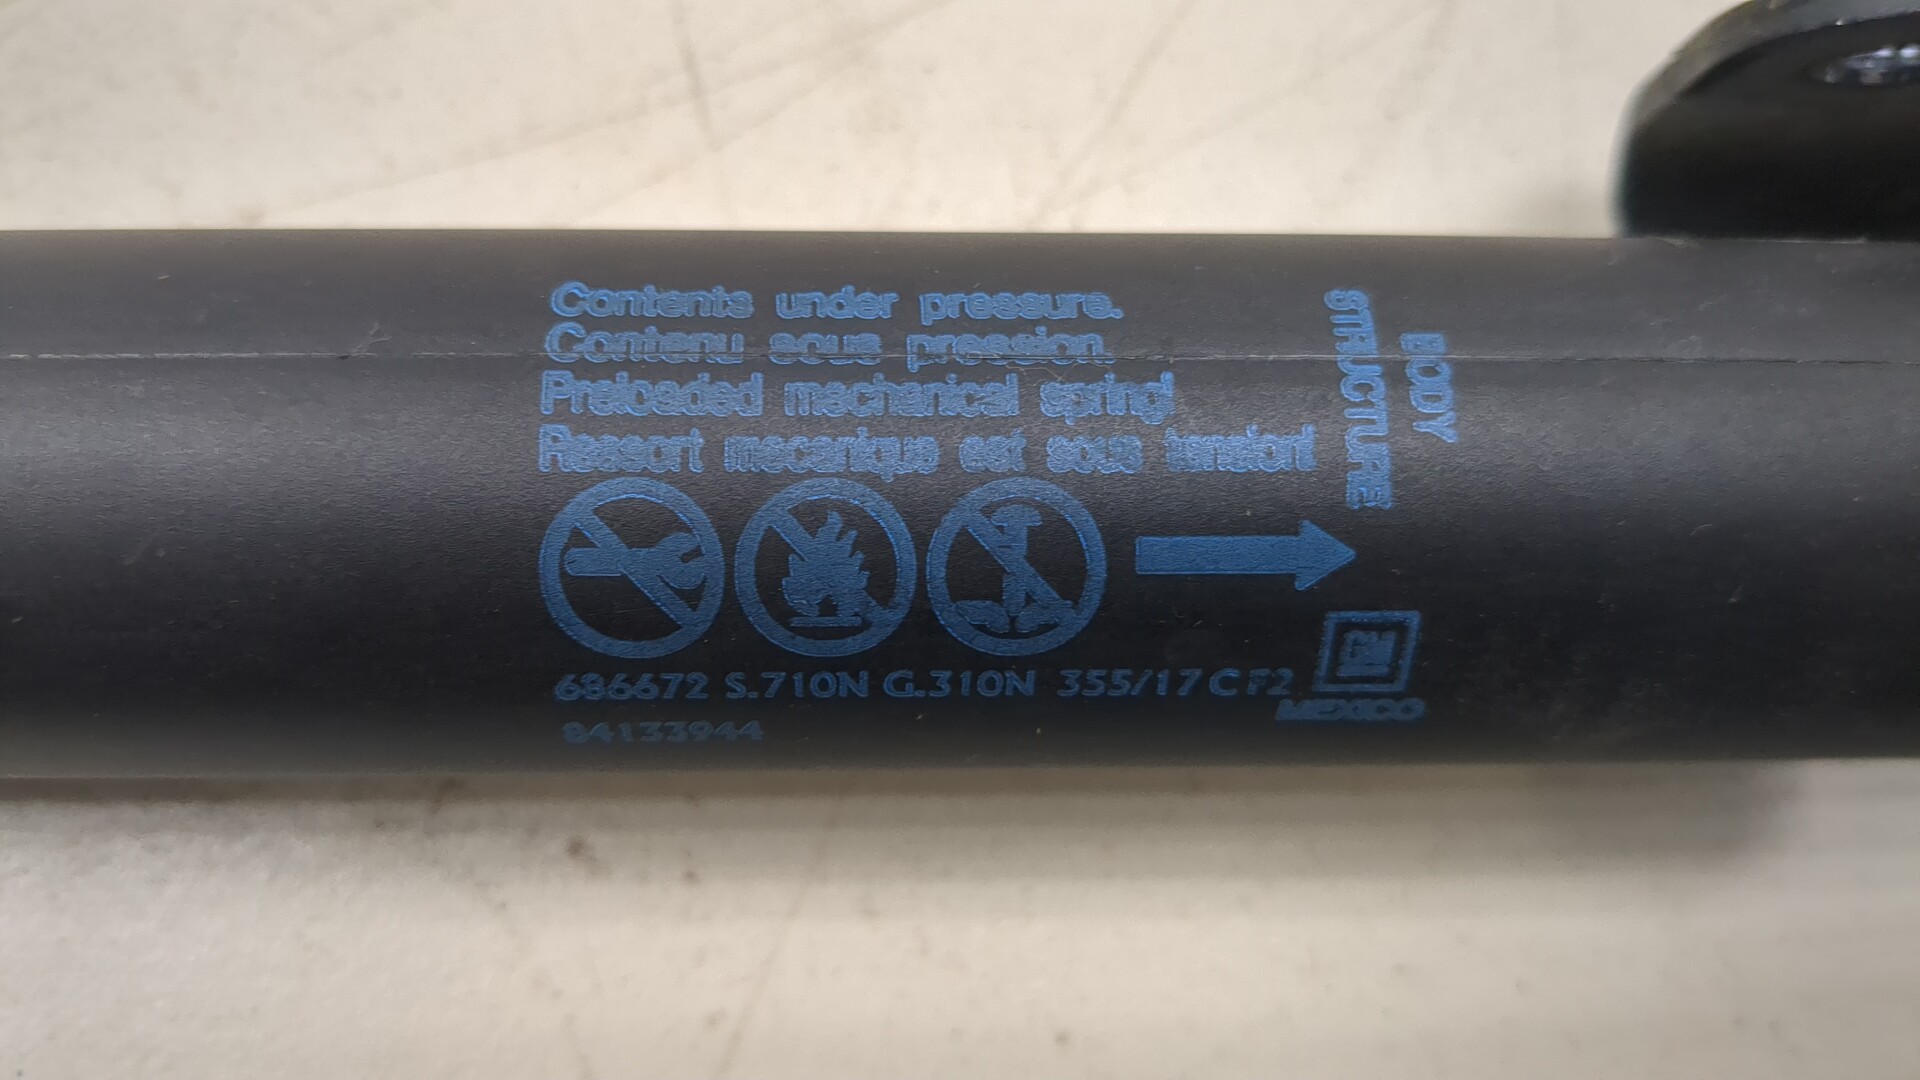 Contents under pressure.
Contenu sous pression.
Preloaded mechanical spring!
Ressort mecanique est sous tension!
BODY
STRUCTURE
686672 S.710N G.310N 355/17 C F2
GM
MEXICO
84133944